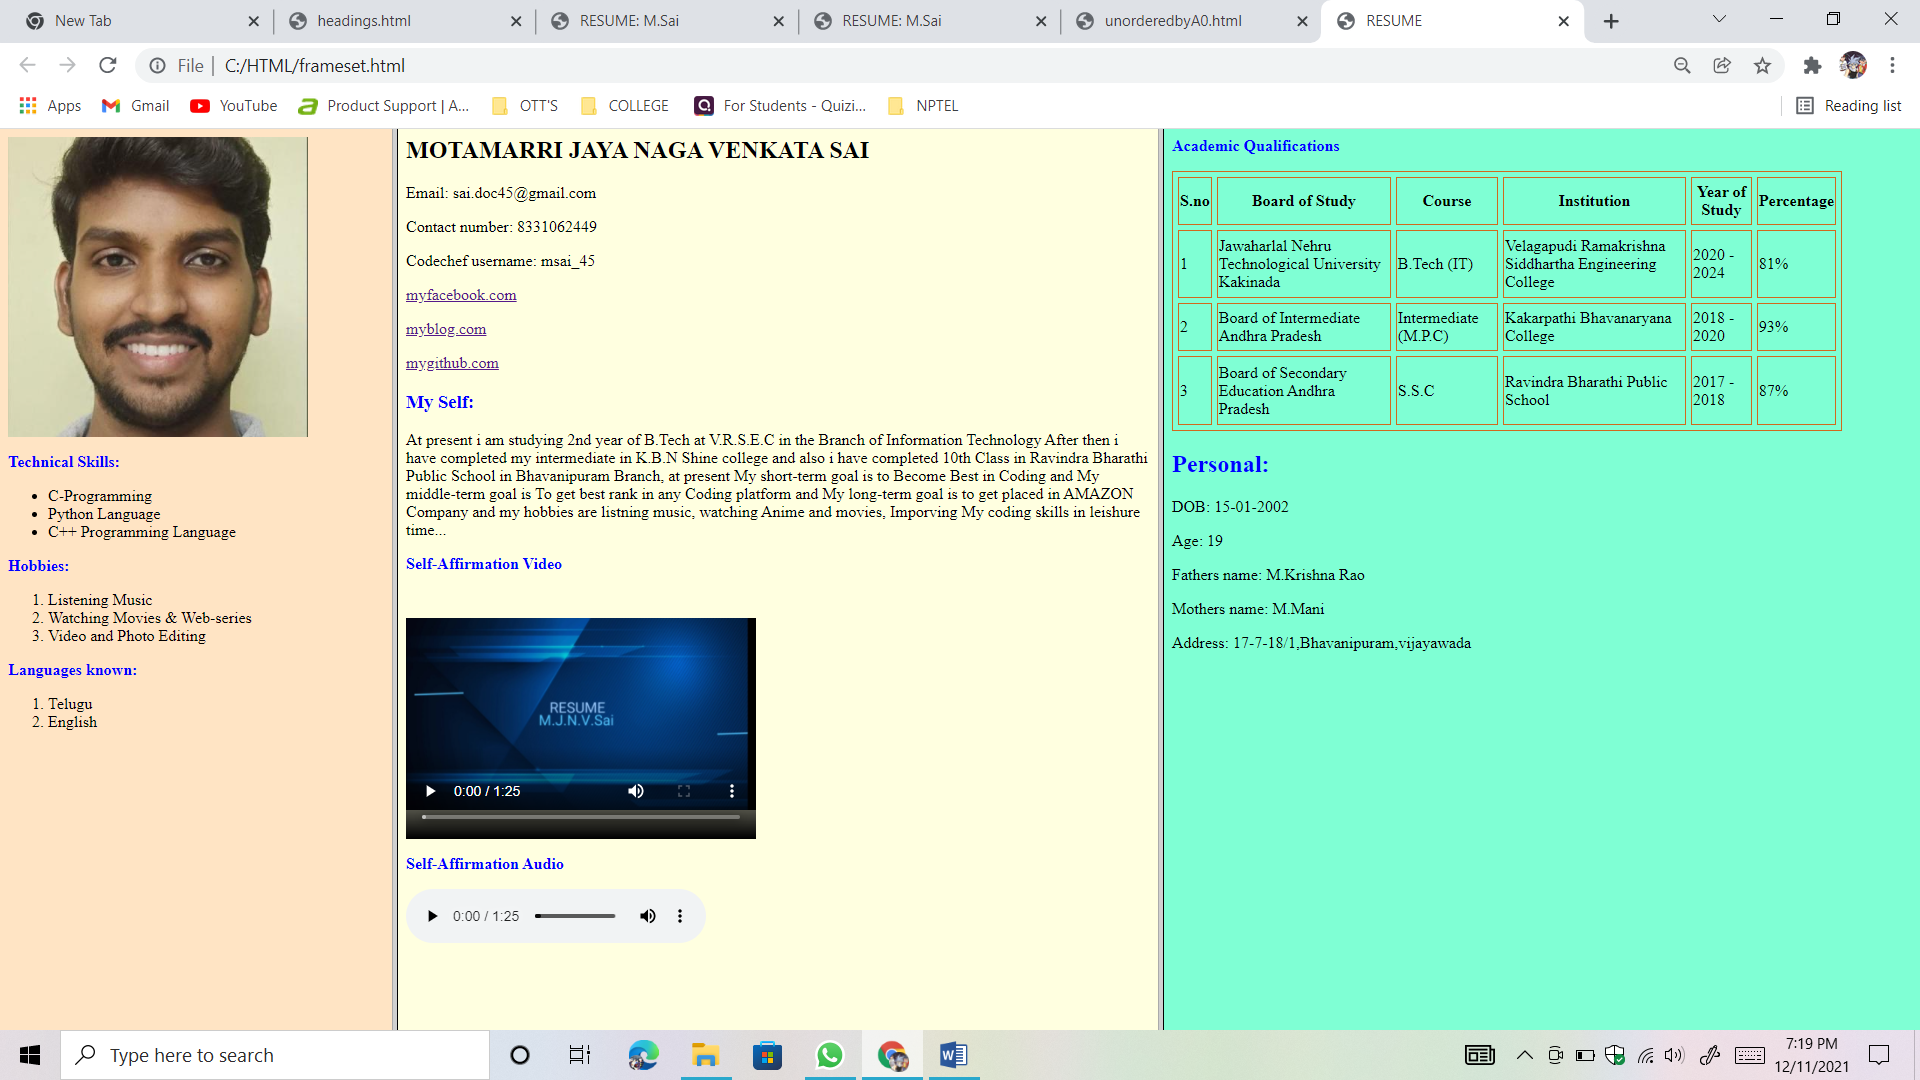 New Tab
headings.html
RESUME: M.Sai
RESUME: M.Sai
unorderedbyA0.html
RESUME
File | C:/HTML/frameset.html
Apps
Gmail
YouTube
Product Support | A...
OTT'S
COLLEGE
For Students - Quizi...
NPTEL
Reading list
Technical Skills:
• C-Programming
• Python Language
• C++ Programming Language
Hobbies:
1. Listening Music
2. Watching Movies & Web-series
3. Video and Photo Editing
Languages known:
1. Telugu
2. English
MOTAMARRI JAYA NAGA VENKATA SAI
Email: sai.doc45@gmail.com
Contact number: 8331062449
Codechef username: msai_45
myfacebook.com
myblog.com
mygithub.com
My Self:
At present i am studying 2nd year of B.Tech at V.R.S.E.C in the Branch of Information Technology After then i
have completed my intermediate in K.B.N Shine college and also i have completed 10th Class in Ravindra Bharathi
Public School in Bhavanipuram Branch, at present My short-term goal is to Become Best in Coding and My
middle-term goal is To get best rank in any Coding platform and My long-term goal is to get placed in AMAZON
Company and my hobbies are listning music, watching Anime and movies, Imporving My coding skills in leishure
time...
Self-Affirmation Video
RESUME
M.J.N.V.Sai
0:00 / 1:25
Self-Affirmation Audio
0:00 / 1:25
Academic Qualifications
S.no Board of Study Course Institution Year of Study Percentage
1 Jawaharlal Nehru Technological University Kakinada B.Tech (IT) Velagapudi Ramakrishna Siddhartha Engineering College 2020 - 2024 81%
2 Board of Intermediate Andhra Pradesh Intermediate (M.P.C) Kakarpathi Bhavanaryana College 2018 - 2020 93%
3 Board of Secondary Education Andhra Pradesh S.S.C Ravindra Bharathi Public School 2017 - 2018 87%
Personal:
DOB: 15-01-2002
Age: 19
Fathers name: M.Krishna Rao
Mothers name: M.Mani
Address: 17-7-18/1,Bhavanipuram,vijayawada
Type here to search
7:19 PM
12/11/2021